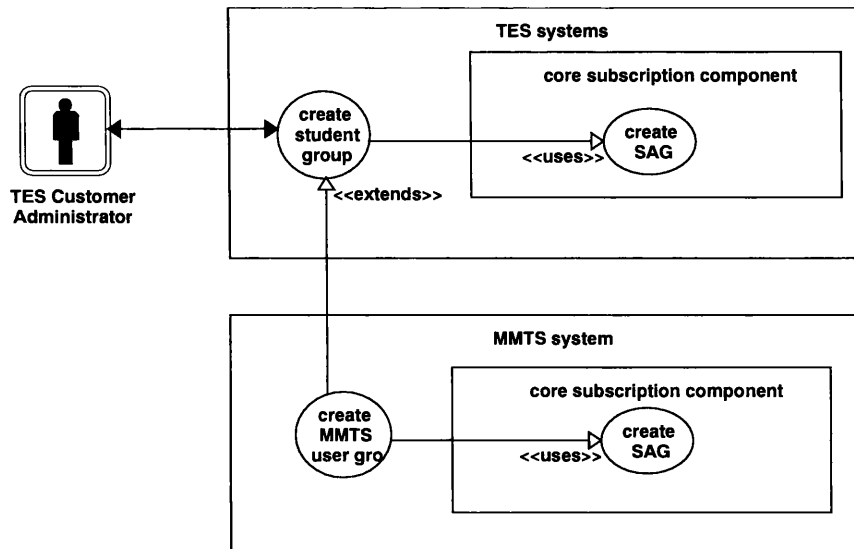 TES systems
core subscription component
create
student
group
create
SAG
<<uses>>
TES Customer
Administrator
<<extends>>
MMTS system
core subscription component
create
MMTS
user gro
create
SAG
<<uses>>